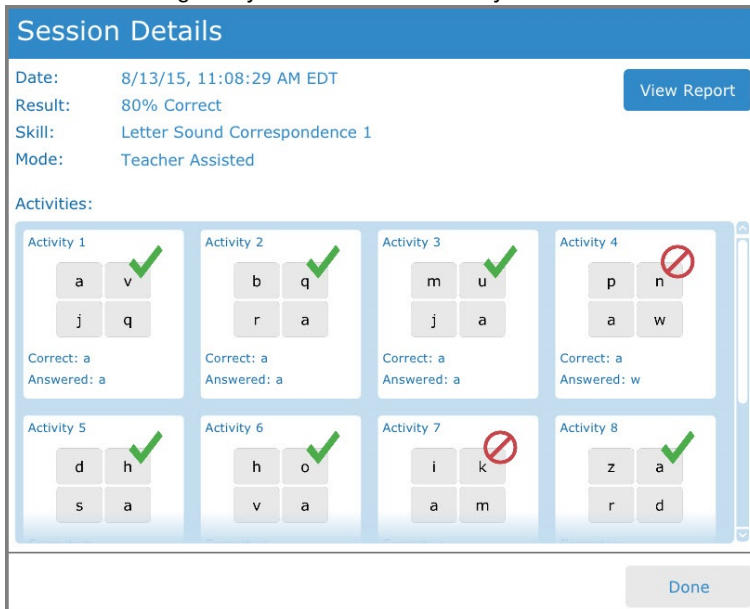 Session Details
Date: 8/13/15, 11:08:29 AM EDT
View Report
Result: 80% Correct
Skill: Letter Sound Correspondence 1
Mode: Teacher Assisted
Activities:
Activity 1
a v
j q
Correct: a
Answered: a
Activity 2
b q
r a
Correct: a
Answered: a
Activity 3
m u
j a
Correct: a
Answered: a
Activity 4
p n
a w
Correct: a
Answered: w
Activity 5
d h
s a
Activity 6
h o
v a
Activity 7
i k
a m
Activity 8
z a
r d
Done